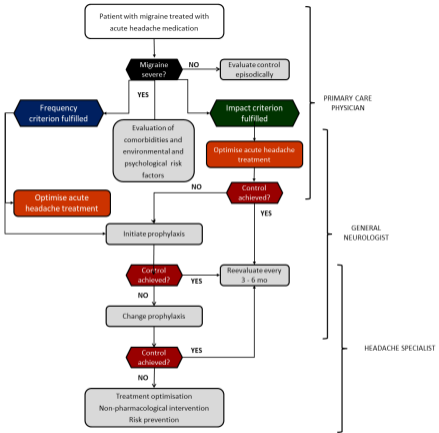 Patient with migraine treated with
acute headache medication
Migraine
severe?
NO
Evaluate control
episodically
YES
PRIMARY CARE
PHYSICIAN
Frequency
criterion fulfilled
Impact criterion
fulfilled
Evaluation of
comorbidities and
environmental and
psychological risk
factors
Optimise acute headache
treatment
NO
Control
achieved?
YES
Optimise acute
headache treatment
Initiate prophylaxis
GENERAL
NEUROLOGIST
Control
achieved?
YES
Reevaluate every
3 - 6 mo
NO
Change prophylaxis
Control
achieved?
YES
HEADACHE SPECIALIST
NO
Treatment optimisation
Non-pharmacological intervention
Risk prevention